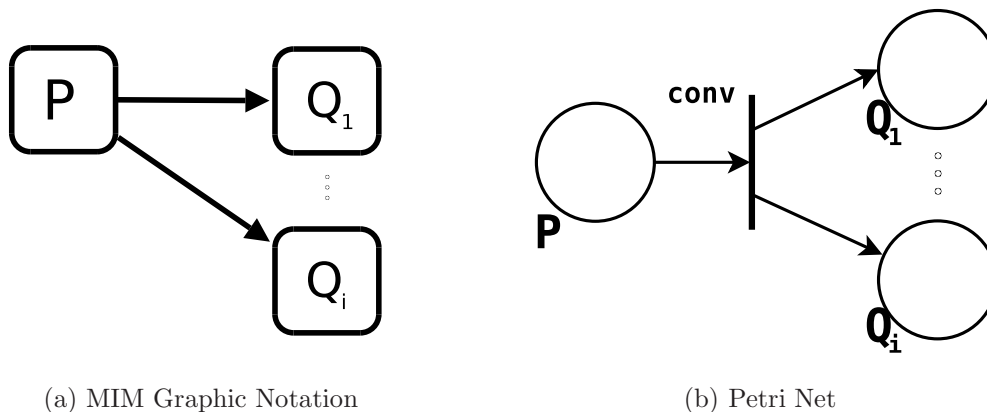 P
Q1
Qi
(a) MIM Graphic Notation
conv
P
Q1
Qi
(b) Petri Net